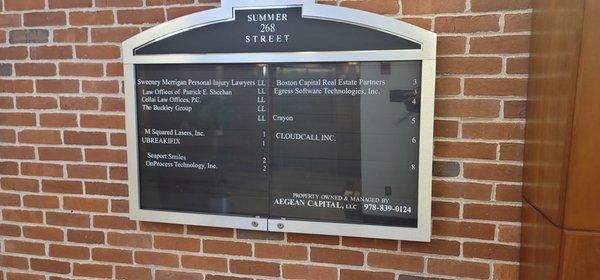 SUMMER
268
STREET
Sweeney Merrigan Personal Injury Lawyers LL
Law Offices of Patrick E. Sheehan LL
Cellai Law Offices, P.C. LL
The Buckley Group LL
LL
M Squared Lasers, Inc. 1
UBREAKIFIX 1
Seaport Smiles 2
OnProcess Technology, Inc. 2
Boston Capital Real Estate Partners 3
Egress Software Technologies, Inc. 3
4
Crayon 5
CLOUDCALL INC. 6
8
PROPERTY OWNED & MANAGED BY
AEGEAN CAPITAL, LLC 978-839-0124